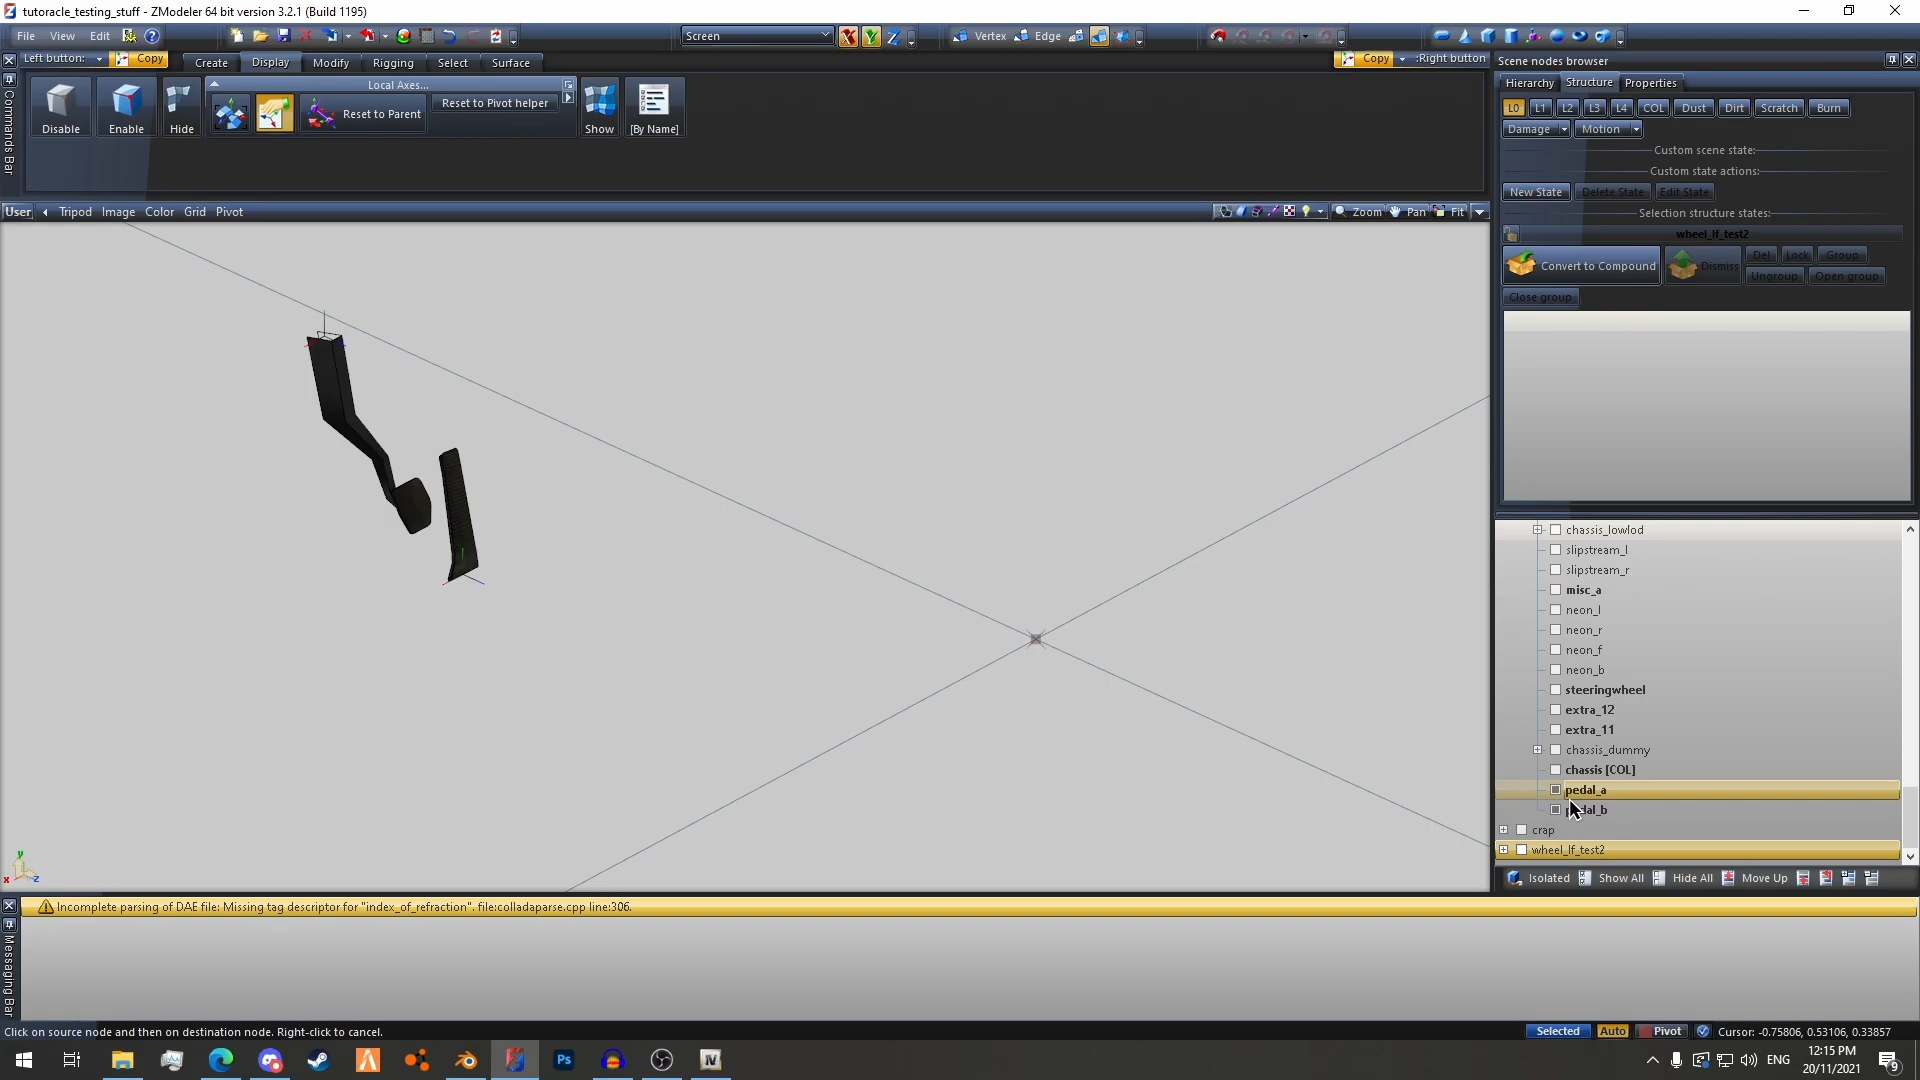 tutoracle_testing_stuff - ZModeler 64 bit version 3.2.1 (Build 1195)
File View Edit
Screen
Vertex Edge
Left button: Copy
Create Display Modify Rigging Select Surface
Copy :Right button
Commands Bar
Disable Enable Hide
Local Axes...
Reset to Parent
Reset to Pivot helper
Show
[By Name]
User Tripod Image Color Grid Pivot
Zoom Pan Fit
Scene nodes browser
Hierarchy Structure Properties
L0 L1 L2 L3 L4 COL Dust Dirt Scratch Burn
Damage Motion
Custom scene state:
Custom state actions:
New State Delete State Edit State
Selection structure states:
wheel_lf_test2
Convert to Compound Dismiss Del Lock Group
Ungroup Open group
Close group
chassis_lowlod
slipstream_l
slipstream_r
misc_a
neon_l
neon_r
neon_f
neon_b
steeringwheel
extra_12
extra_11
chassis_dummy
chassis [COL]
pedal_a
crap
wheel_lf_test2
Isolated Show All Hide All Move Up
y
x z
Incomplete parsing of DAE file: Missing tag descriptor for "index_of_refraction". file:colladaparse.cpp line:306.
Messaging Bar
Click on source node and then on destination node. Right-click to cancel.
Selected Auto Pivot Cursor: -0.75806, 0.53106, 0.33857
Ps
IV
ENG
12:15 PM
20/11/2021
9